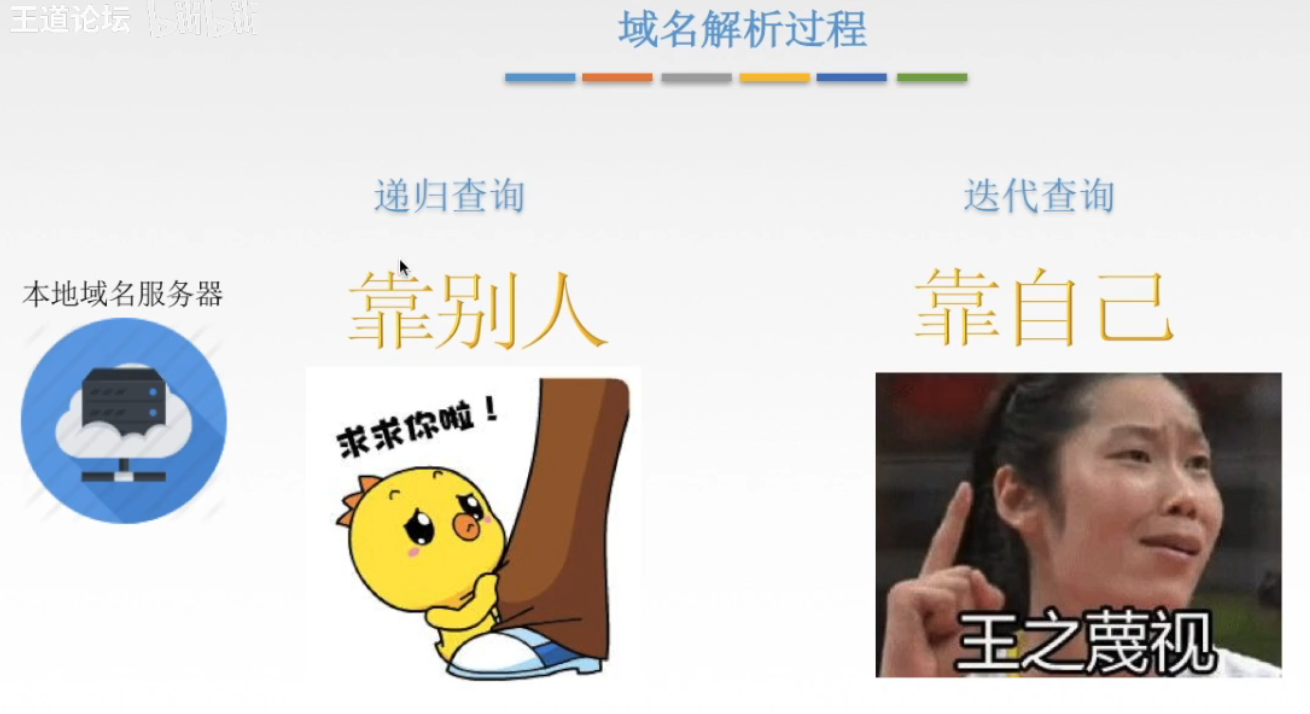 王道论坛 bilibili
域名解析过程
递归查询
迭代查询
本地域名服务器
靠别人
靠自己
求求你啦！
王之蔑视